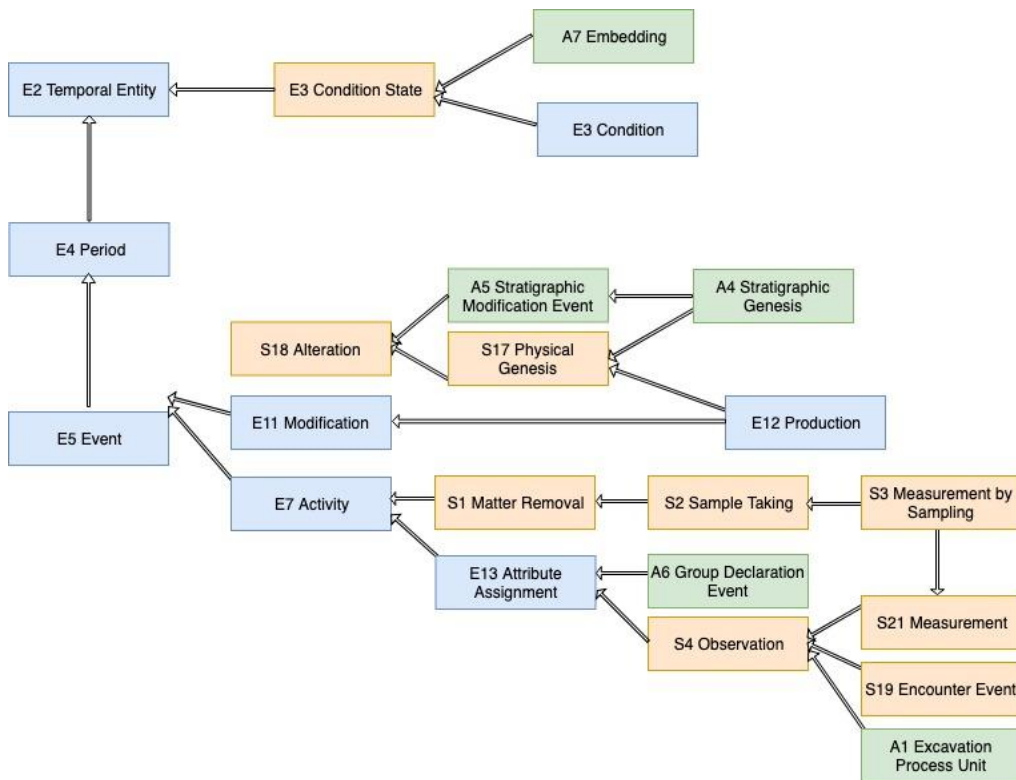 A7 Embedding
E2 Temporal Entity
E3 Condition State
E3 Condition
E4 Period
A5 Stratigraphic
Modification Event
A4 Stratigraphic
Genesis
S18 Alteration
S17 Physical
Genesis
E11 Modification
E12 Production
E5 Event
E7 Activity
S1 Matter Removal
S2 Sample Taking
S3 Measurement by
Sampling
E13 Attribute
Assignment
A6 Group Declaration
Event
S21 Measurement
S4 Observation
S19 Encounter Event
A1 Excavation
Process Unit